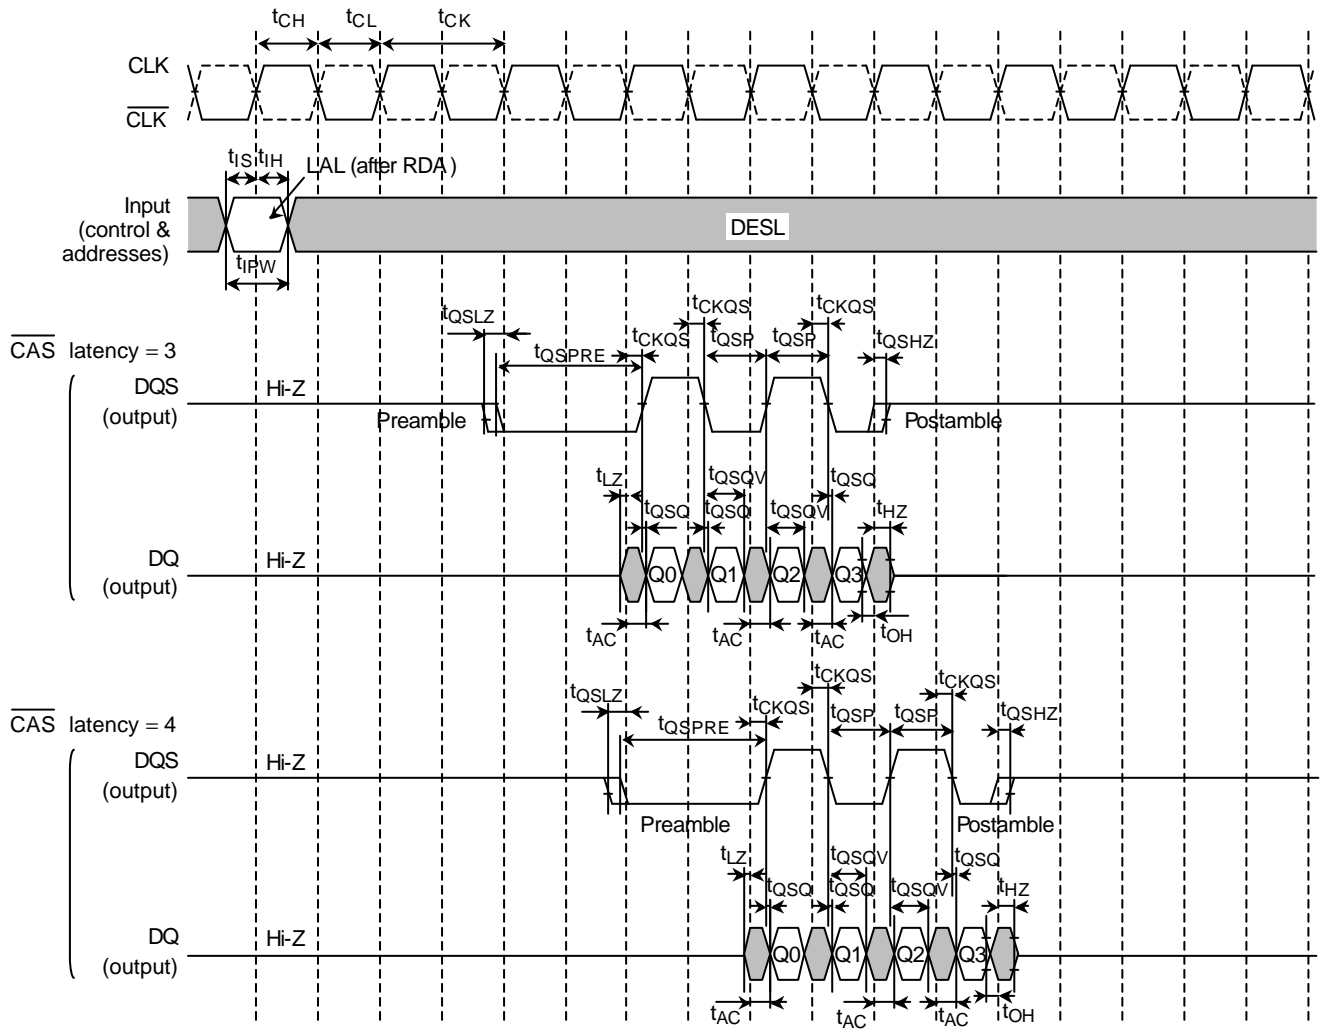 tCH tCL tCK
CLK
CLK
tIS tIH LAL (after RDA)
Input
(control &
addresses)
DESL
tIPW
tCKQS tCKQS
tQSLZ
CAS latency = 3
tCKQS tQSP tQSP tQSHZ
tQSPRE
DQS
(output)
Hi-Z
Preamble Postamble
tLZ tQSQV tQSQ
tQSQ tQSQ tQSQV tHZ
DQ
(output)
Hi-Z
Q0 Q1 Q2 Q3
tAC tAC tAC tOH
tCKQS tCKQS
tQSLZ tCKQS
CAS latency = 4
tQSPRE tQSP tQSP tQSHZ
DQS
(output)
Hi-Z
Preamble Postamble
tLZ tQSQV tQSQ
tQSQ tQSQ tQSQV tHZ
DQ
(output)
Hi-Z
Q0 Q1 Q2 Q3
tAC tAC tAC tOH